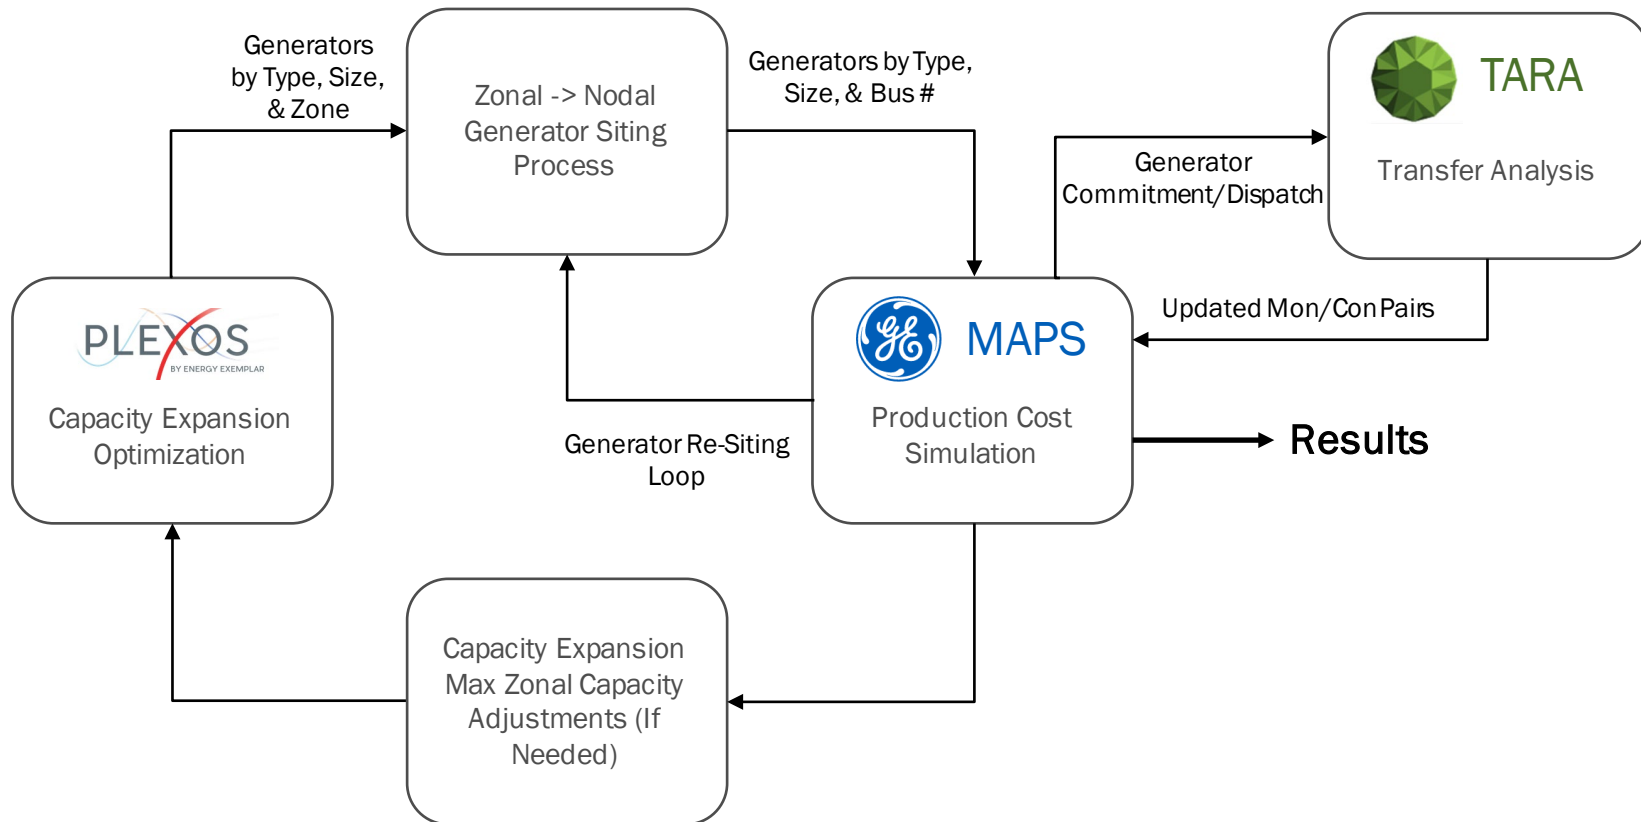 Generators
by Type, Size,
& Zone
Zonal -> Nodal
Generator Siting
Process
Generators by Type,
Size, & Bus #
TARA
Transfer Analysis
Generator
Commitment/Dispatch
Updated Mon/Con Pairs
PLEXOS
BY ENERGY EXEMPLAR
Capacity Expansion
Optimization
GE
MAPS
Production Cost
Simulation
Generator Re-Siting
Loop
Results
Capacity Expansion
Max Zonal Capacity
Adjustments (If
Needed)